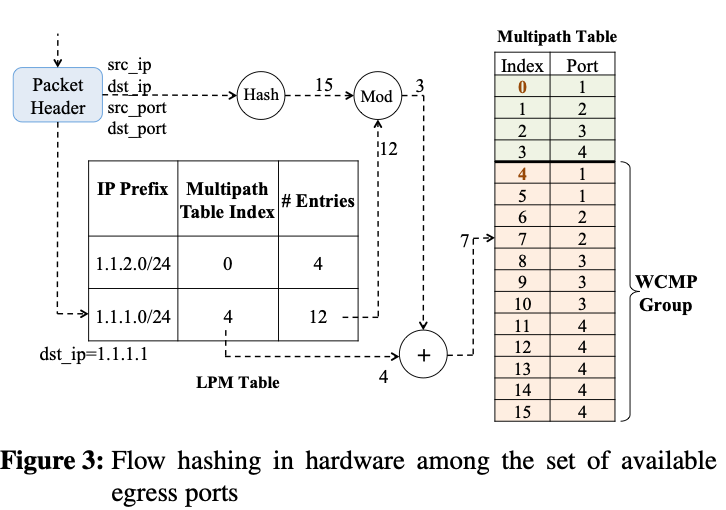 Multipath Table
Index Port
0 1
1 2
2 3
3 4
4 1
5 1
6 2
7 2
8 3
9 3
10 3
11 4
12 4
13 4
14 4
15 4
WCMP
Group
Packet
Header
src_ip
dst_ip
src_port
dst_port
Hash
15
Mod
3
12
IP Prefix Multipath Table Index # Entries
1.1.2.0/24 0 4
1.1.1.0/24 4 12
dst_ip=1.1.1.1
LPM Table
4
+
7
Figure 3: Flow hashing in hardware among the set of available
egress ports